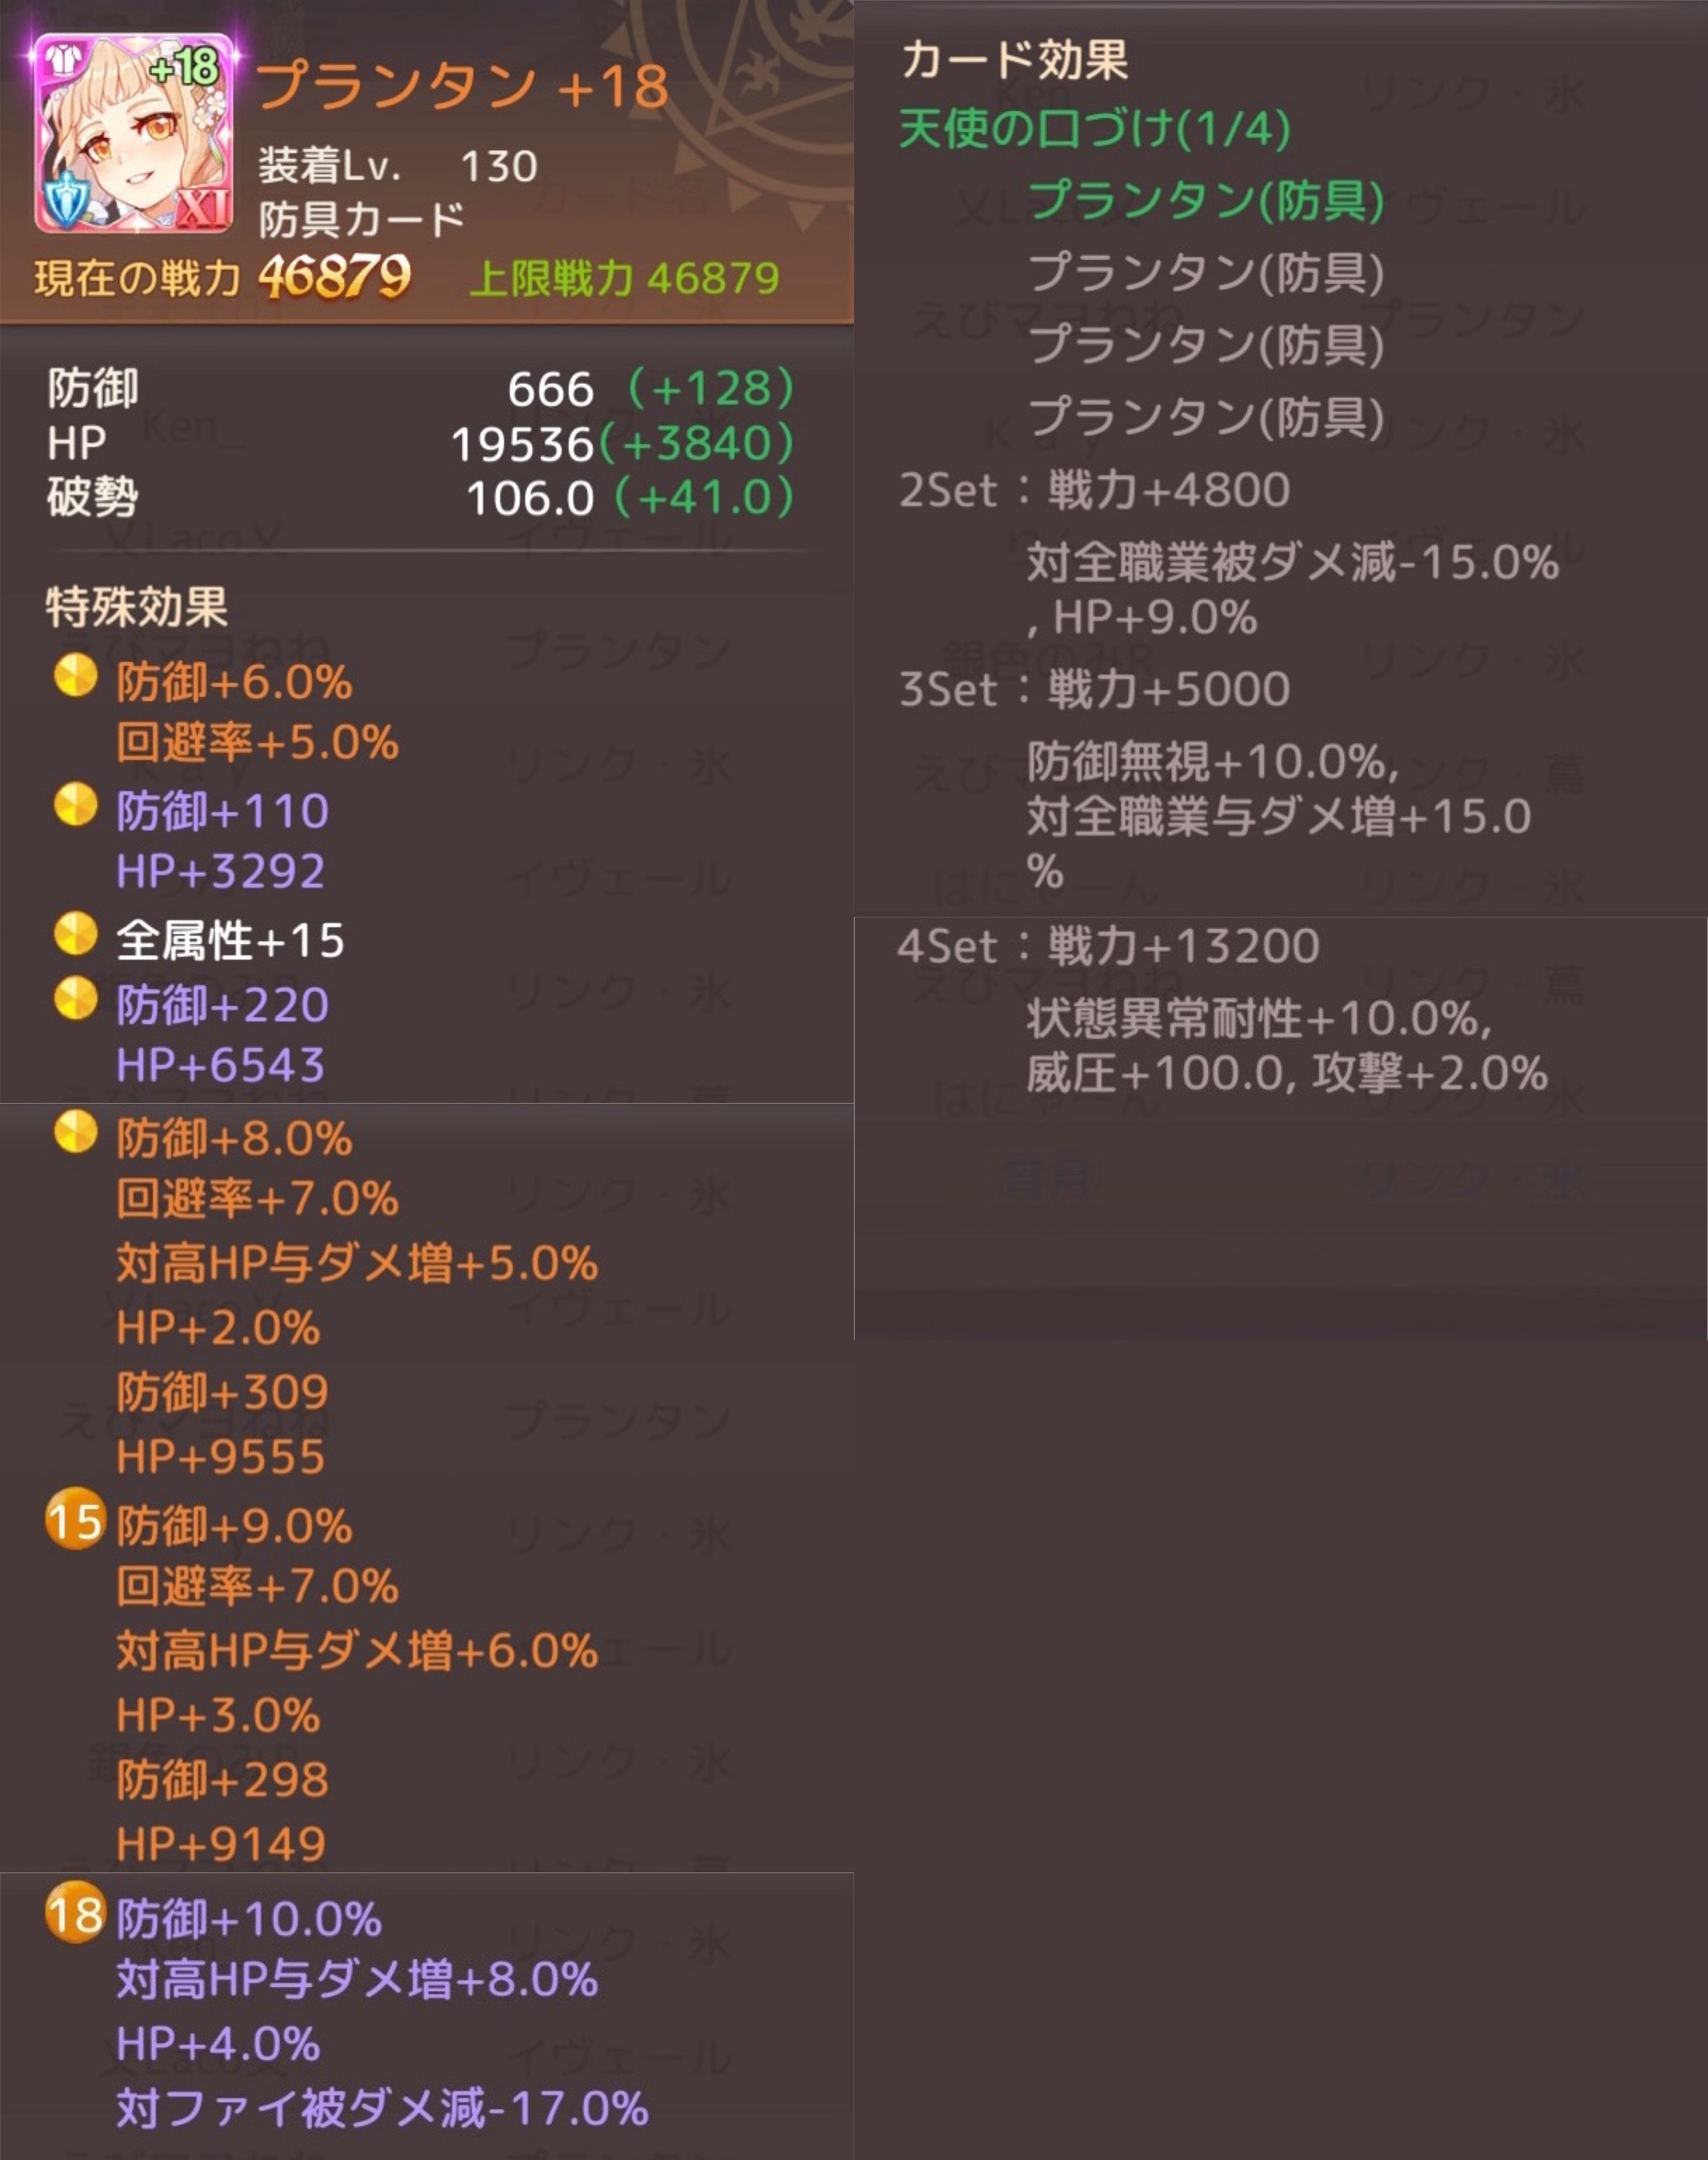 +18
XI
プランタン +18
装着Lv. 130
防具カード
現在の戦力 46879 上限戦力 46879
防御 666 (+128)
HP 19536(+3840)
破勢 106.0 (+41.0)
特殊効果
防御+6.0%
回避率+5.0%
防御+110
HP+3292
全属性+15
防御+220
HP+6543
防御+8.0%
回避率+7.0%
対高HP与ダメ増+5.0%
HP+2.0%
防御+309
HP+9555
15 防御+9.0%
回避率+7.0%
対高HP与ダメ増+6.0%
HP+3.0%
防御+298
HP+9149
18 防御+10.0%
対高HP与ダメ増+8.0%
HP+4.0%
対ファイ被ダメ減-17.0%
カード効果
天使の口づけ(1/4)
プランタン(防具)
プランタン(防具)
プランタン(防具)
プランタン(防具)
2Set：戦力+4800
対全職業被ダメ減-15.0%
, HP+9.0%
3Set：戦力+5000
防御無視+10.0%,
対全職業与ダメ増+15.0
%
4Set：戦力+13200
状態異常耐性+10.0%,
威圧+100.0, 攻撃+2.0%